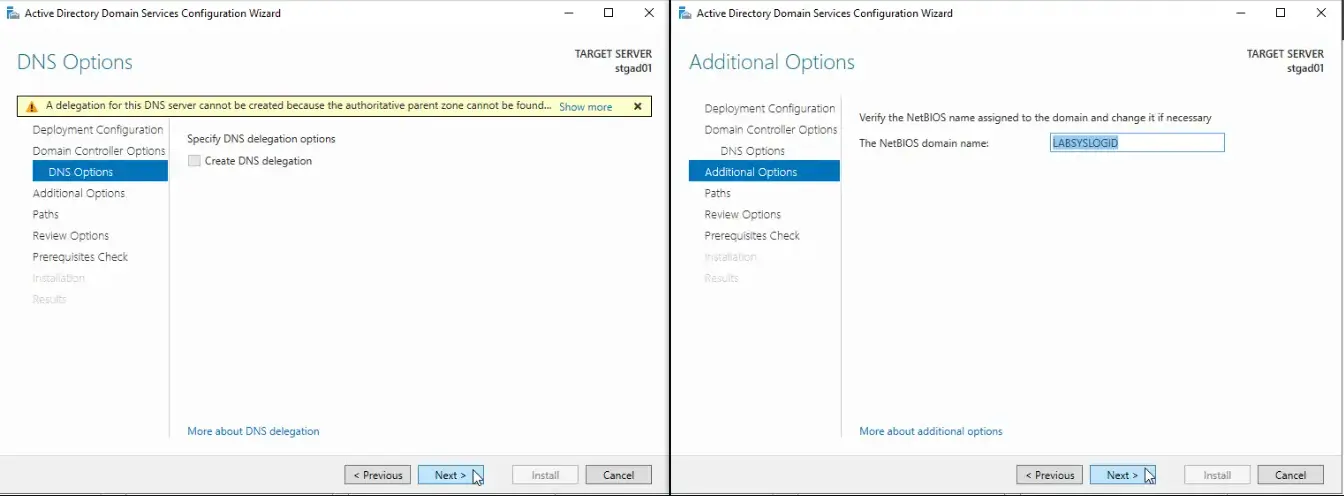 Active Directory Domain Services Configuration Wizard
DNS Options
TARGET SERVER
stgad01
A delegation for this DNS server cannot be created because the authoritative parent zone cannot be found... Show more
Deployment Configuration
Domain Controller Options
DNS Options
Additional Options
Paths
Review Options
Prerequisites Check
Installation
Results
Specify DNS delegation options
Create DNS delegation
More about DNS delegation
< Previous
Next >
Install
Cancel
Active Directory Domain Services Configuration Wizard
Additional Options
TARGET SERVER
stgad01
Deployment Configuration
Domain Controller Options
DNS Options
Additional Options
Paths
Review Options
Prerequisites Check
Installation
Results
Verify the NetBIOS name assigned to the domain and change it if necessary
The NetBIOS domain name: LABSYSLOGID
More about additional options
< Previous
Next >
Install
Cancel